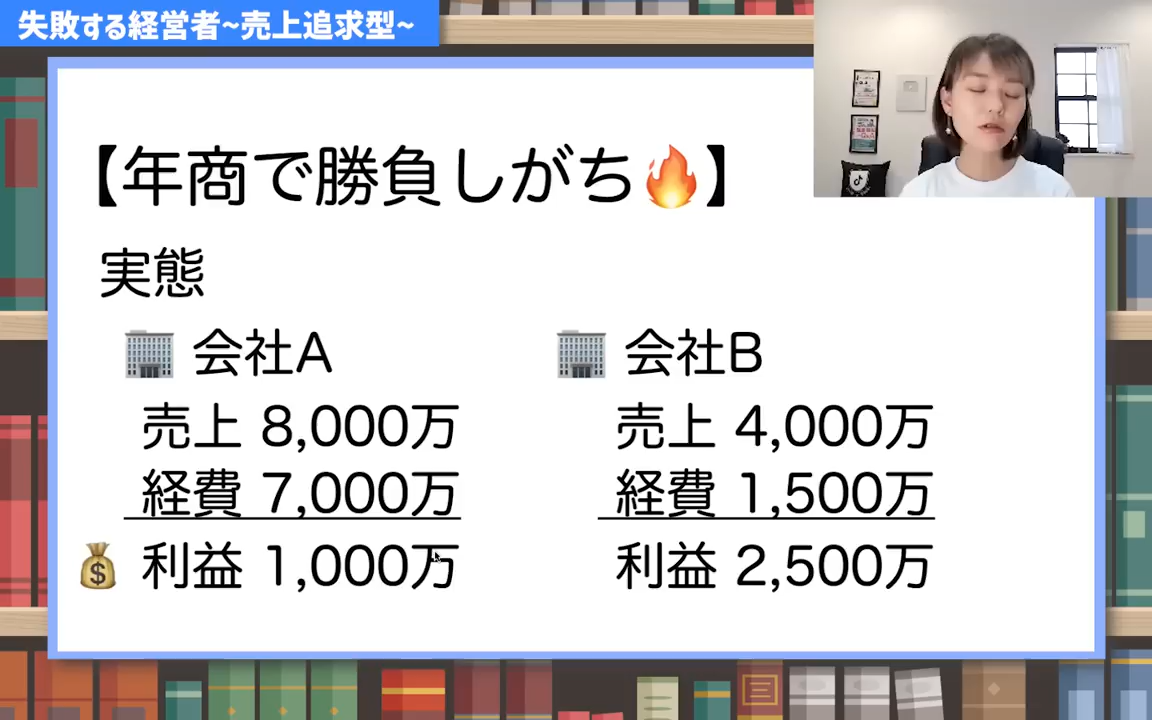 失敗する経営者~売上追求型~
【年商で勝負しがち🔥】
実態
🏢 会社A
売上 8,000万
経費 7,000万
💰 利益 1,000万
🏢 会社B
売上 4,000万
経費 1,500万
利益 2,500万